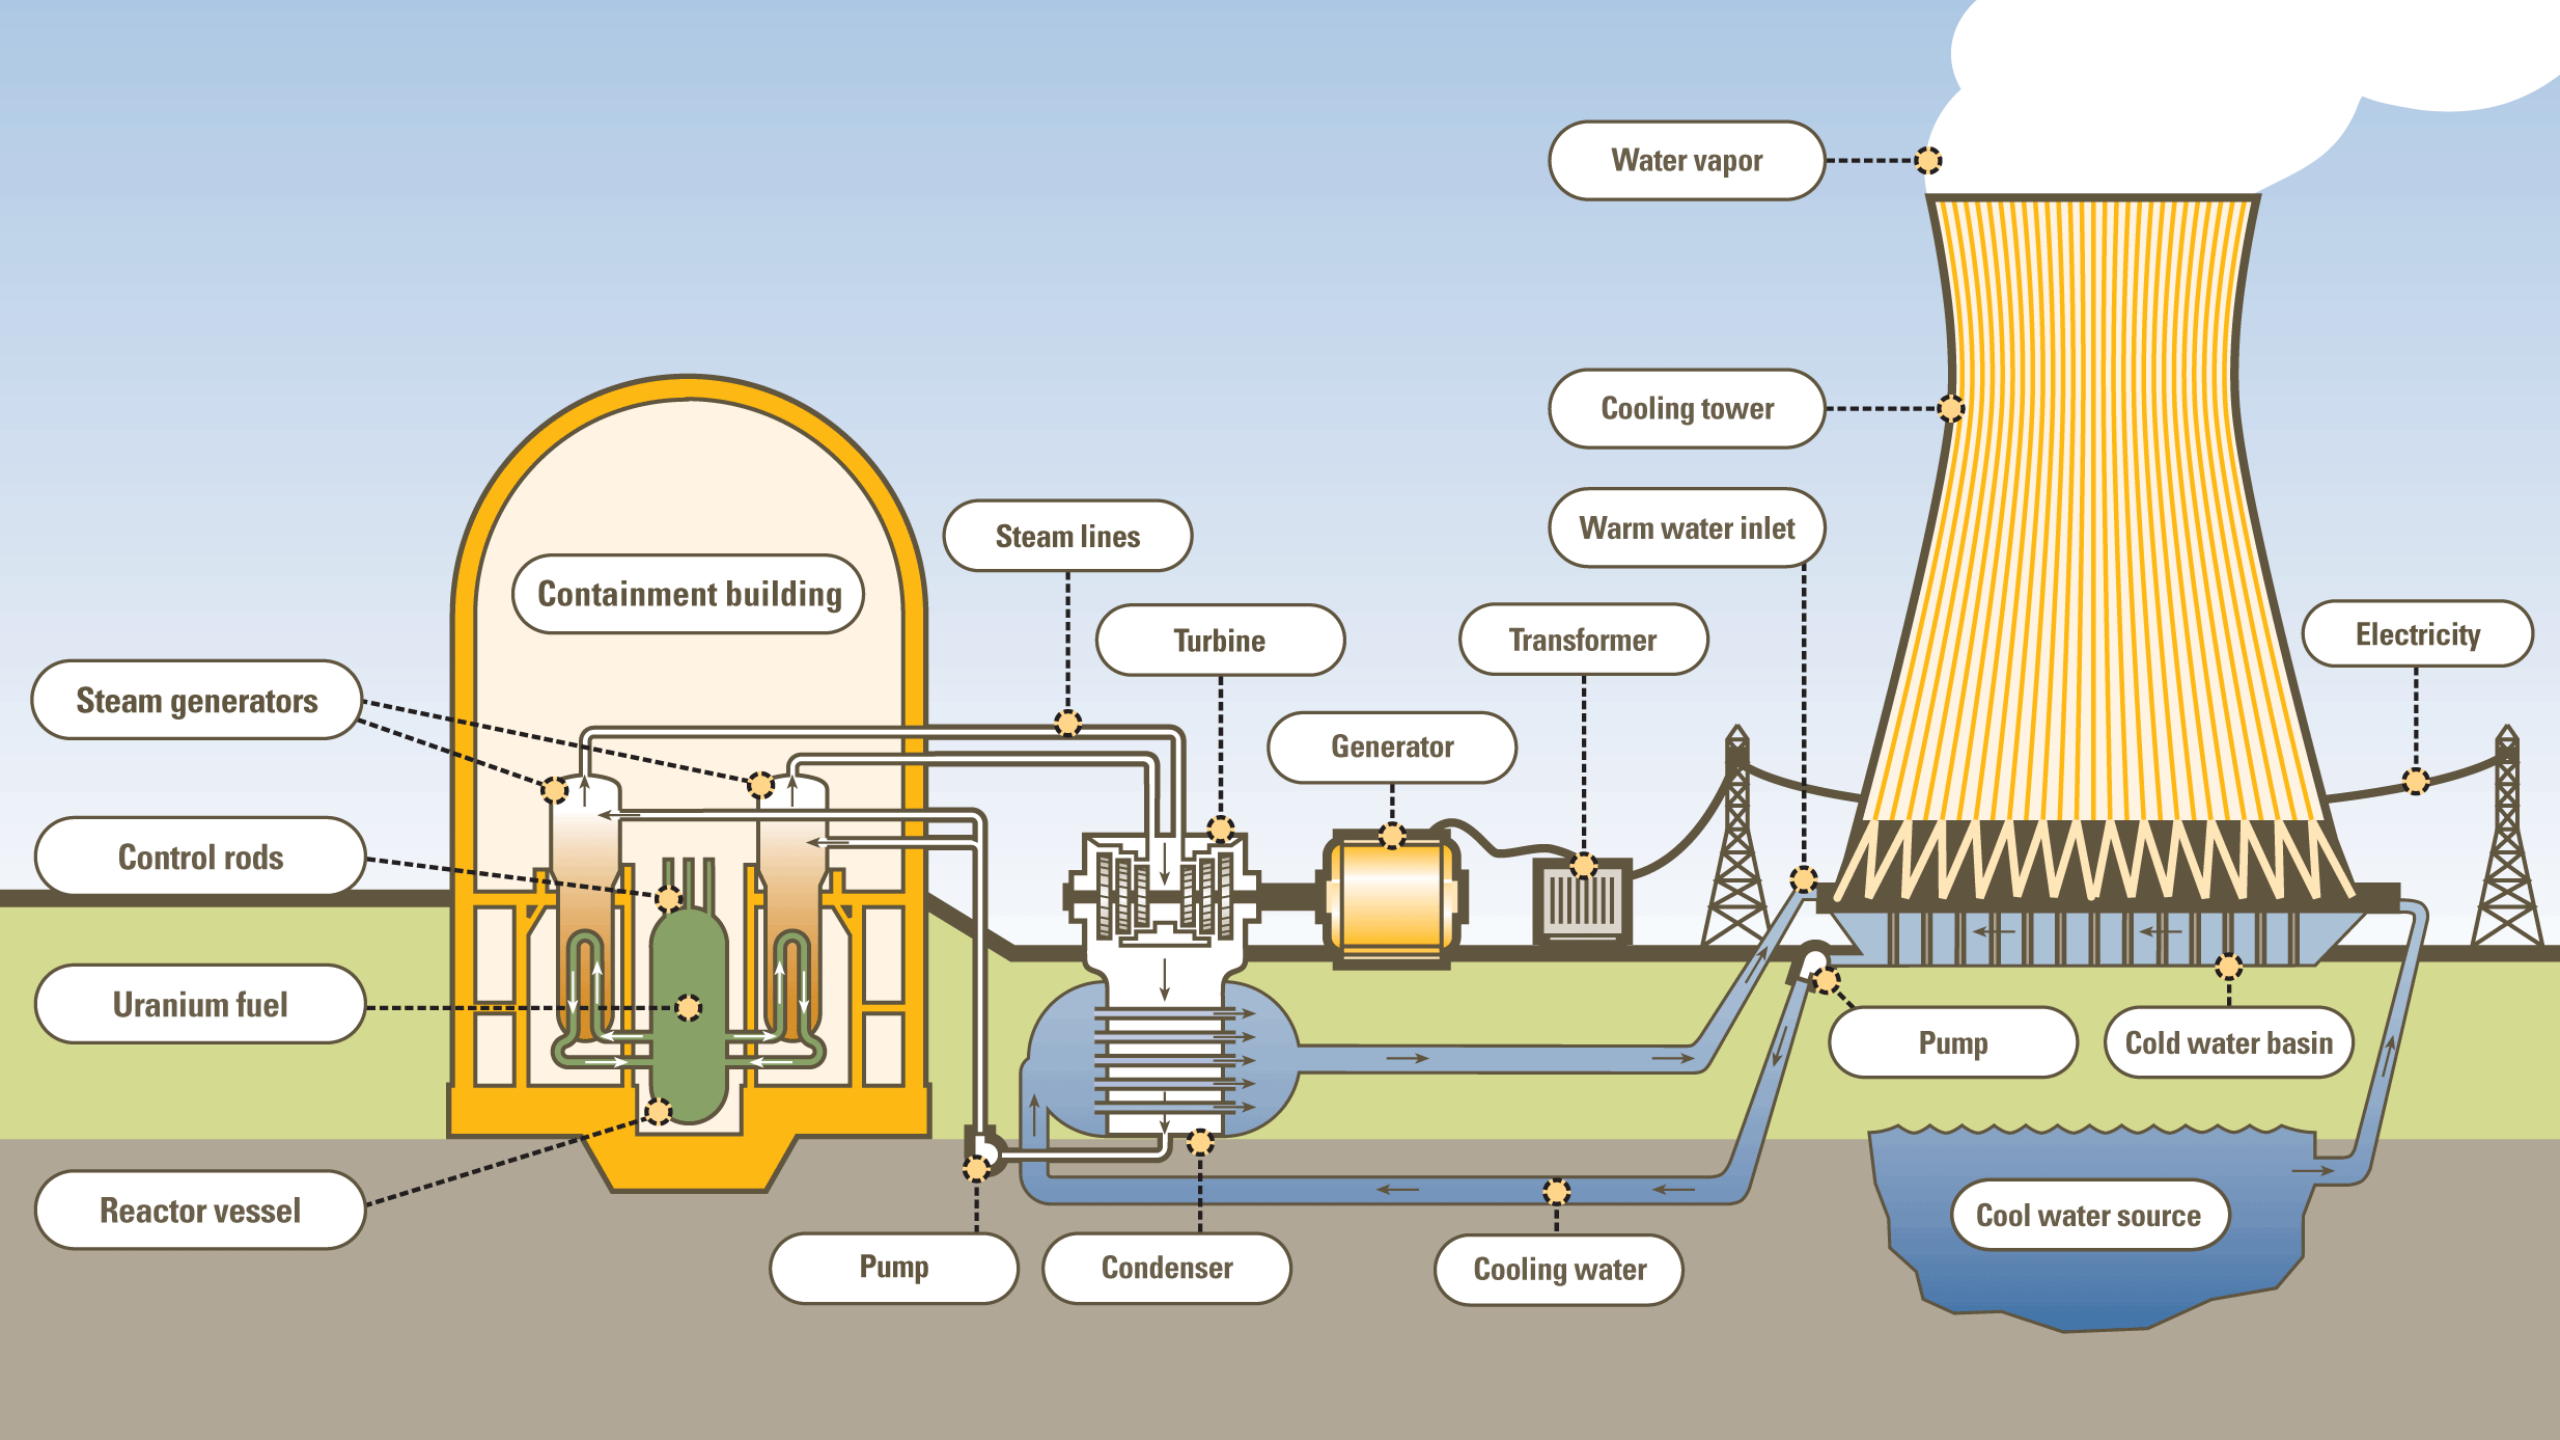 Water vapor
Cooling tower
Steam lines
Warm water inlet
Containment building
Turbine
Transformer
Electricity
Steam generators
Generator
Control rods
Uranium fuel
Pump
Cold water basin
Reactor vessel
Cool water source
Pump
Condenser
Cooling water